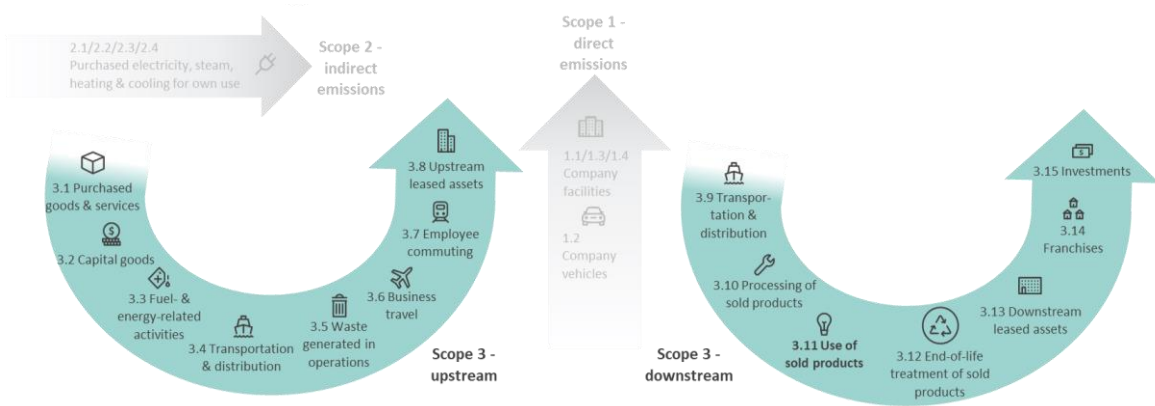 2.1/2.2/2.3/2.4
Purchased electricity, steam,
heating & cooling for own use
Scope 2 -
indirect
emissions
Scope 1 -
direct
emissions
3.1 Purchased
goods & services
3.2 Capital goods
3.3 Fuel- &
energy-related
activities
3.4 Transportation
& distribution
3.5 Waste
generated in
operations
3.6 Business
travel
3.7 Employee
commuting
3.8 Upstream
leased assets
Scope 3 -
upstream
1.1/1.3/1.4
Company
facilities
1.2
Company
vehicles
Scope 3 -
downstream
3.9 Transpor-
tation &
distribution
3.10 Processing of
sold products
3.11 Use of
sold products
3.12 End-of-life
treatment of sold
products
3.13 Downstream
leased assets
3.14
Franchises
3.15 Investments